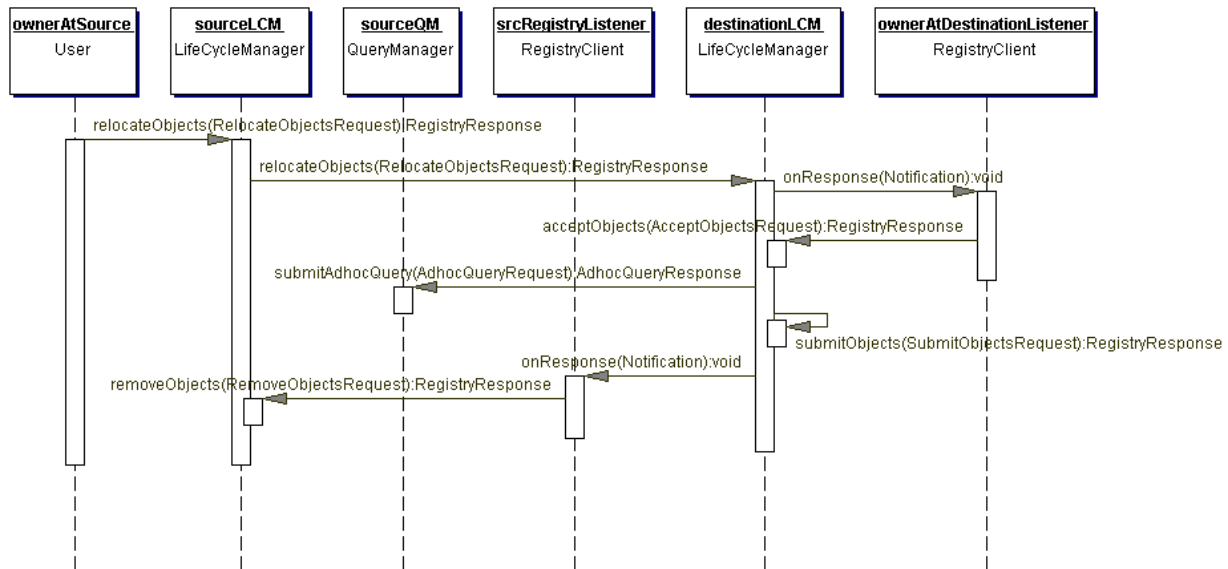 ownerAtSource
User
sourceLCM
LifeCycleManager
sourceQM
QueryManager
srcRegistryListener
RegistryClient
destinationLCM
LifeCycleManager
ownerAtDestinationListener
RegistryClient
relocateObjects(RelocateObjectsRequest):RegistryResponse
relocateObjects(RelocateObjectsRequest):RegistryResponse
onResponse(Notification):void
acceptObjects(AcceptObjectsRequest):RegistryResponse
submitAdhocQuery(AdhocQueryRequest):AdhocQueryResponse
submitObjects(SubmitObjectsRequest):RegistryResponse
onResponse(Notification):void
removeObjects(RemoveObjectsRequest):RegistryResponse